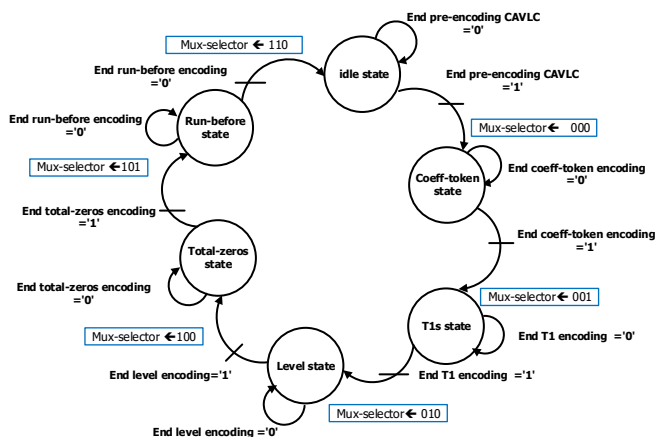 End pre-encoding CAVLC
='0'
Mux-selector ← 110
idle state
End run-before encoding
='0'
End pre-encoding CAVLC
='1'
End run-before encoding
='0'
Run-before
state
Mux-selector← 000
Mux-selector ←101
Coeff-token
state
End coeff-token encoding
='0'
End total-zeros encoding
='1'
End coeff-token encoding
='1'
Total-zeros
state
End total-zeros encoding
='0'
Mux-selector← 001
T1s state
End T1 encoding ='0'
Mux-selector ←100
Level state
End T1 encoding ='1'
End level encoding='1'
Mux-selector← 010
End level encoding ='0'